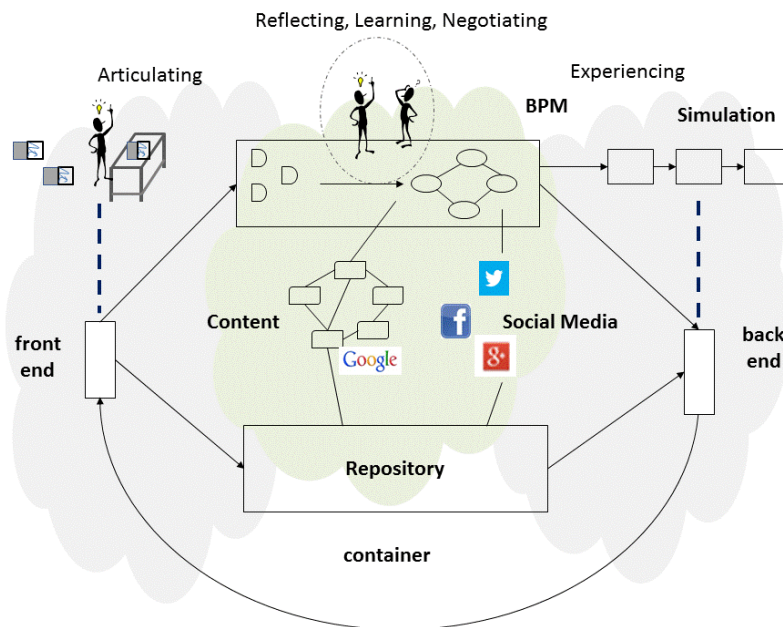 Reflecting, Learning, Negotiating
Articulating
Experiencing
BPM
Simulation
Content
Social Media
front
end
back
end
Google
f
g+
Repository
container